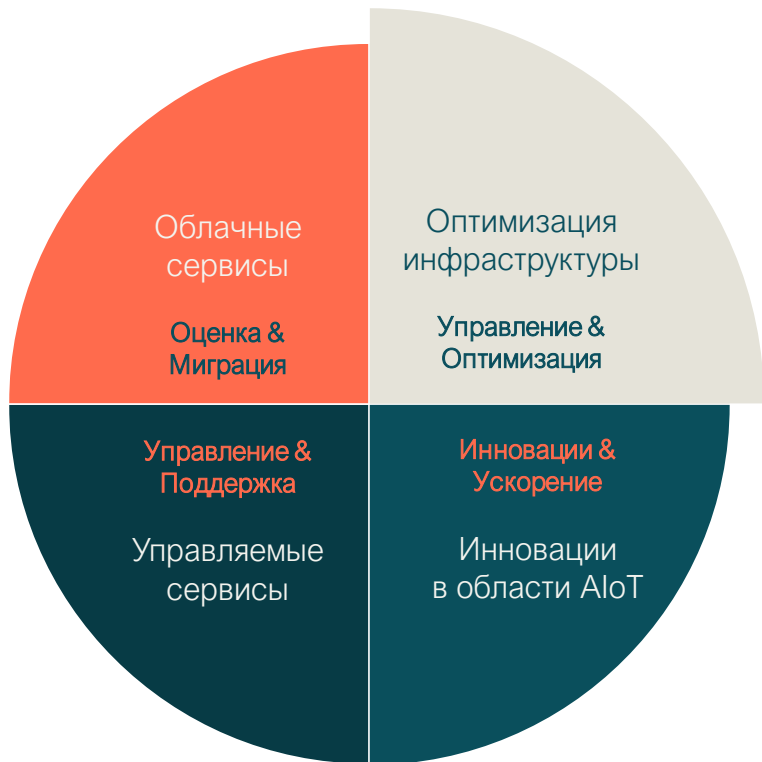 Облачные
сервисы
Оценка &
Миграция
Оптимизация
инфраструктуры
Управление &
Оптимизация
Управление &
Поддержка
Управляемые
сервисы
Инновации &
Ускорение
Инновации
в области AIoT